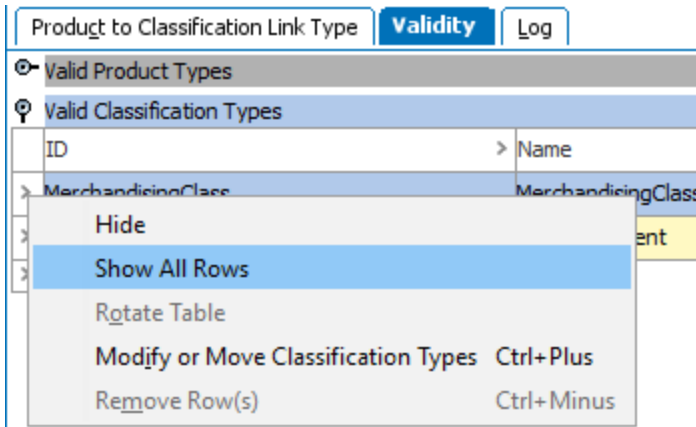 Product to Classification Link Type Validity Log
Valid Product Types
Valid Classification Types
ID > Name
> MerchandisingClass MerchandisingClass
> ent
>
Hide
Show All Rows
Rotate Table
Modify or Move Classification Types Ctrl+Plus
Remove Row(s) Ctrl+Minus